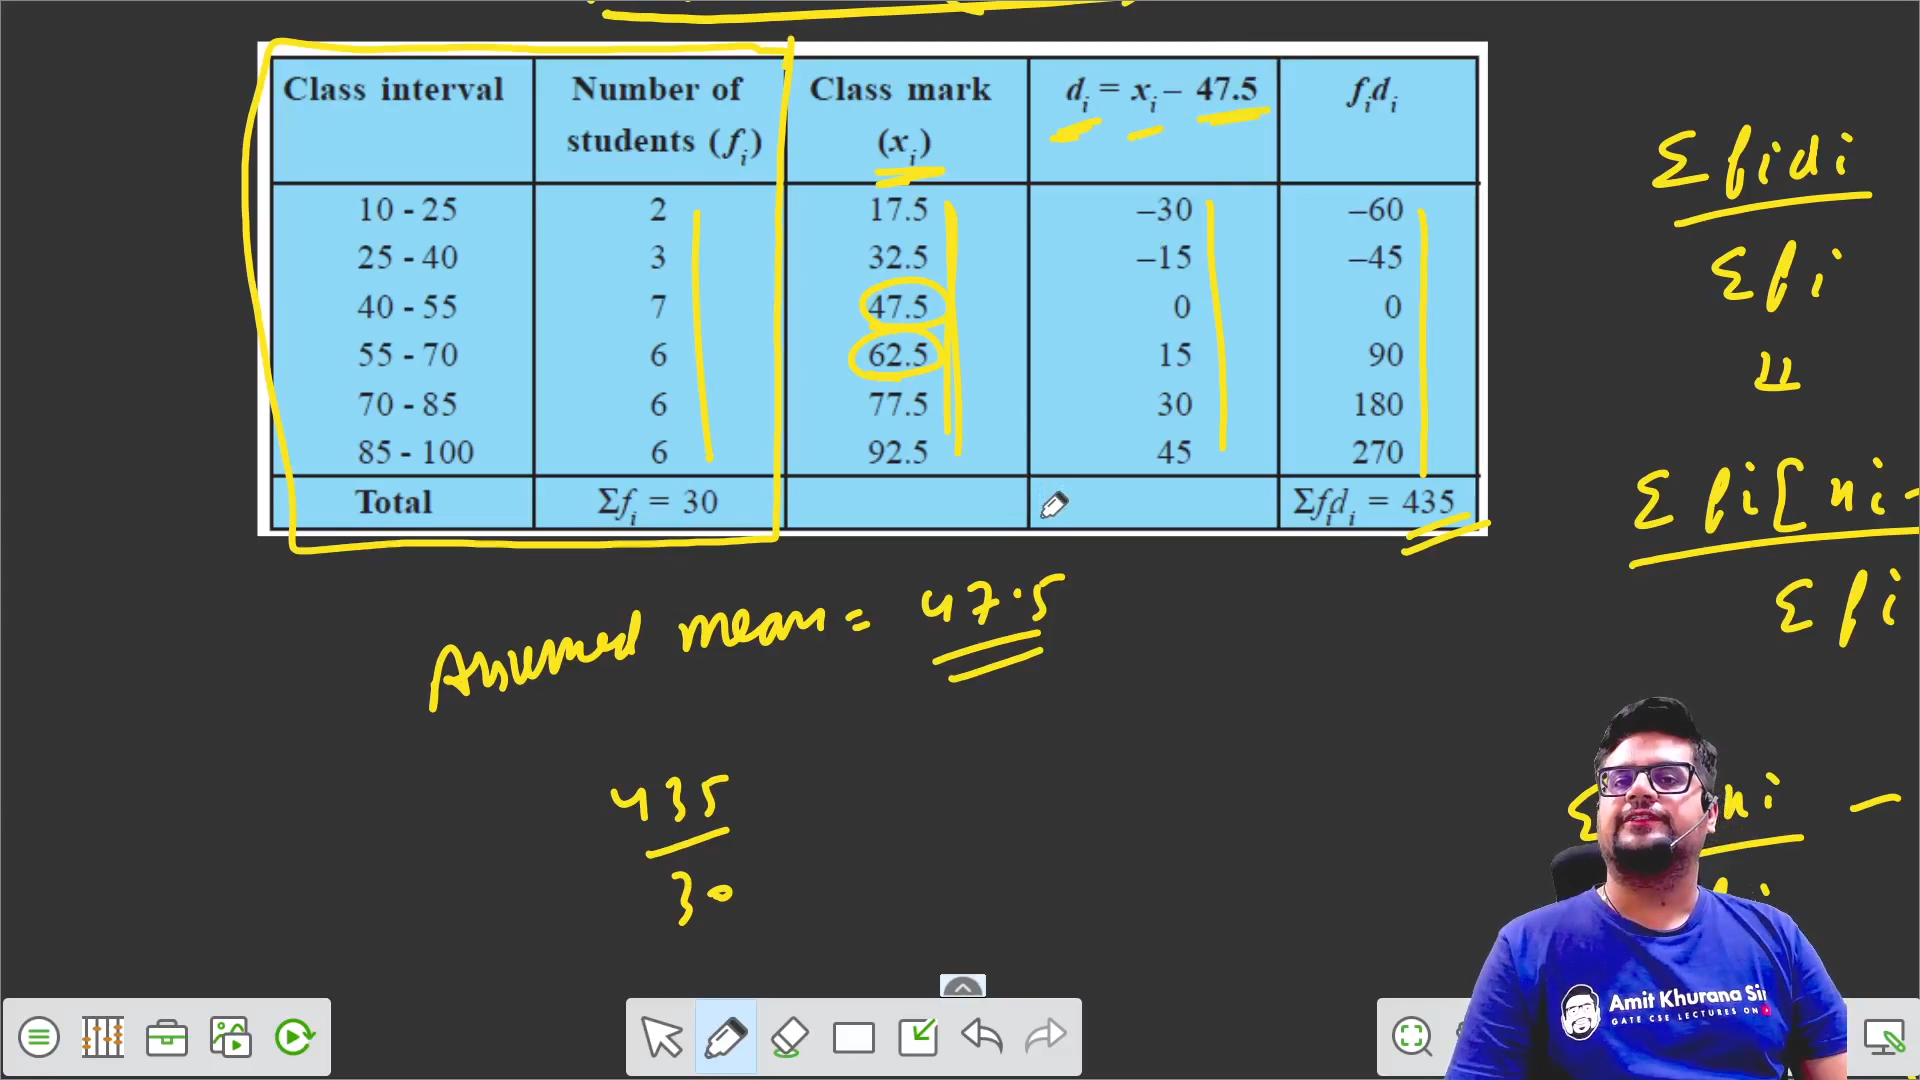 Class interval Number of students (fi) Class mark (xi) di = xi – 47.5 fidi
10 - 25 2 17.5 –30 –60
25 - 40 3 32.5 –15 –45
40 - 55 7 47.5 0 0
55 - 70 6 62.5 15 90
70 - 85 6 77.5 30 180
85 - 100 6 92.5 45 270
Total Σfi = 30 Σfidi = 435
Σfidi
Σfi
Σfi[xi-
Σfi
Assumed mean = 47.5
435
30
Σ xi –
Amit Khurana Sir
GATE CSE LECTURES ON